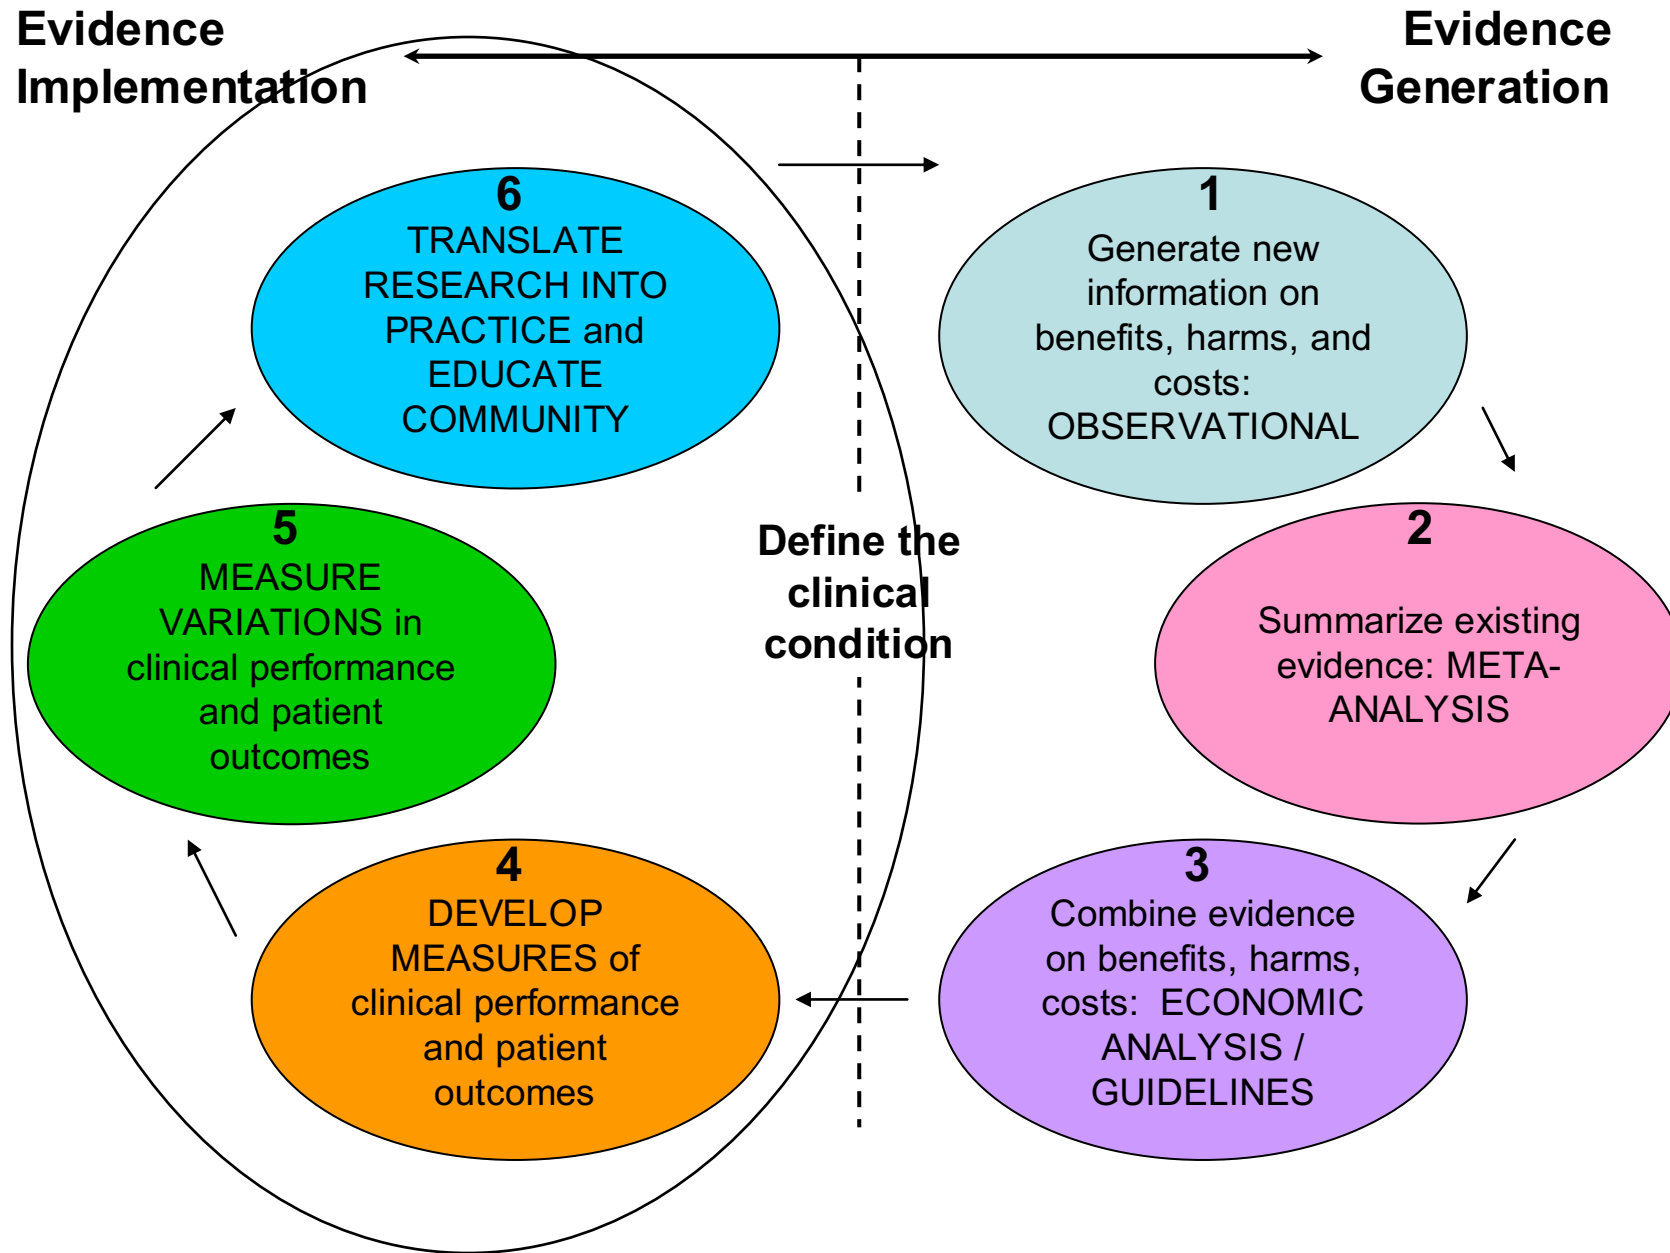 Evidence
Implementation
Evidence
Generation
6
TRANSLATE
RESEARCH INTO
PRACTICE and
EDUCATE
COMMUNITY
1
Generate new
information on
benefits, harms, and
costs:
OBSERVATIONAL
5
MEASURE
VARIATIONS in
clinical performance
and patient
outcomes
Define the
clinical
condition
2
Summarize existing
evidence: META-
ANALYSIS
4
DEVELOP
MEASURES of
clinical performance
and patient
outcomes
3
Combine evidence
on benefits, harms,
costs:  ECONOMIC
ANALYSIS /
GUIDELINES